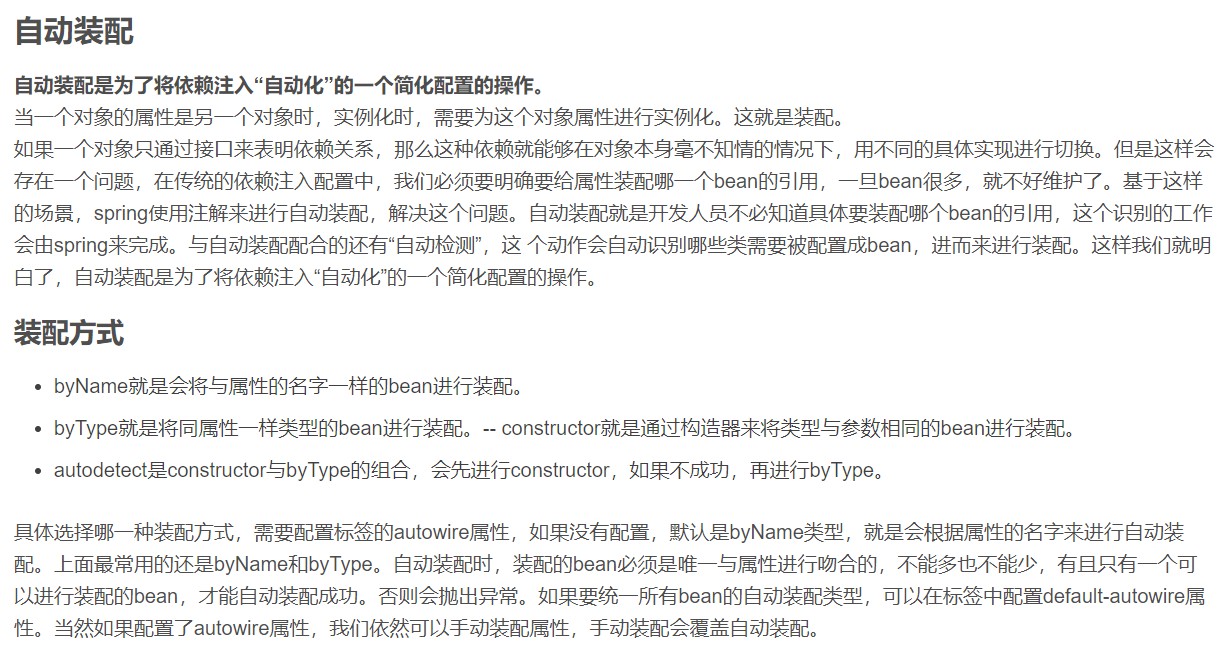 自动装配
自动装配是为了将依赖注入“自动化”的一个简化配置的操作。
当一个对象的属性是另一个对象时，实例化时，需要为这个对象属性进行实例化。这就是装配。
如果一个对象只通过接口来表明依赖关系，那么这种依赖就能够在对象本身毫不知情的情况下，用不同的具体实现进行切换。但是这样会
存在一个问题，在传统的依赖注入配置中，我们必须要明确要给属性装配哪一个bean的引用，一旦bean很多，就不好维护了。基于这样
的场景，spring使用注解来进行自动装配，解决这个问题。自动装配就是开发人员不必知道具体要装配哪个bean的引用，这个识别的工作
会由spring来完成。与自动装配配合的还有“自动检测”，这 个动作会自动识别哪些类需要被配置成bean，进而来进行装配。这样我们就明
白了，自动装配是为了将依赖注入“自动化”的一个简化配置的操作。
装配方式
• byName就是会将与属性的名字一样的bean进行装配。
• byType就是将同属性一样类型的bean进行装配。-- constructor就是通过构造器来将类型与参数相同的bean进行装配。
• autodetect是constructor与byType的组合，会先进行constructor，如果不成功，再进行byType。
具体选择哪一种装配方式，需要配置标签的autowire属性，如果没有配置，默认是byName类型，就是会根据属性的名字来进行自动装
配。上面最常用的还是byName和byType。自动装配时，装配的bean必须是唯一与属性进行吻合的，不能多也不能少，有且只有一个可
以进行装配的bean，才能自动装配成功。否则会抛出异常。如果要统一所有bean的自动装配类型，可以在标签中配置default-autowire属
性。当然如果配置了autowire属性，我们依然可以手动装配属性，手动装配会覆盖自动装配。